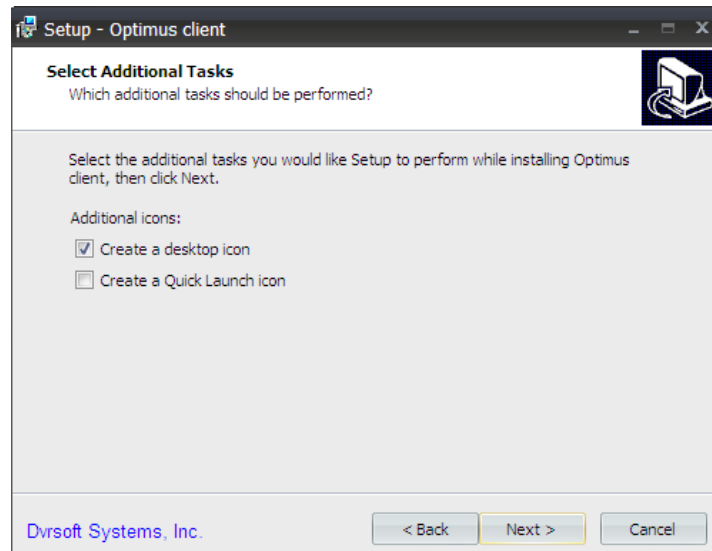 Setup - Optimus client
Select Additional Tasks
Which additional tasks should be performed?
Select the additional tasks you would like Setup to perform while installing Optimus
client, then click Next.
Additional icons:
Create a desktop icon
Create a Quick Launch icon
Dvrsoft Systems, Inc.
< Back
Next >
Cancel